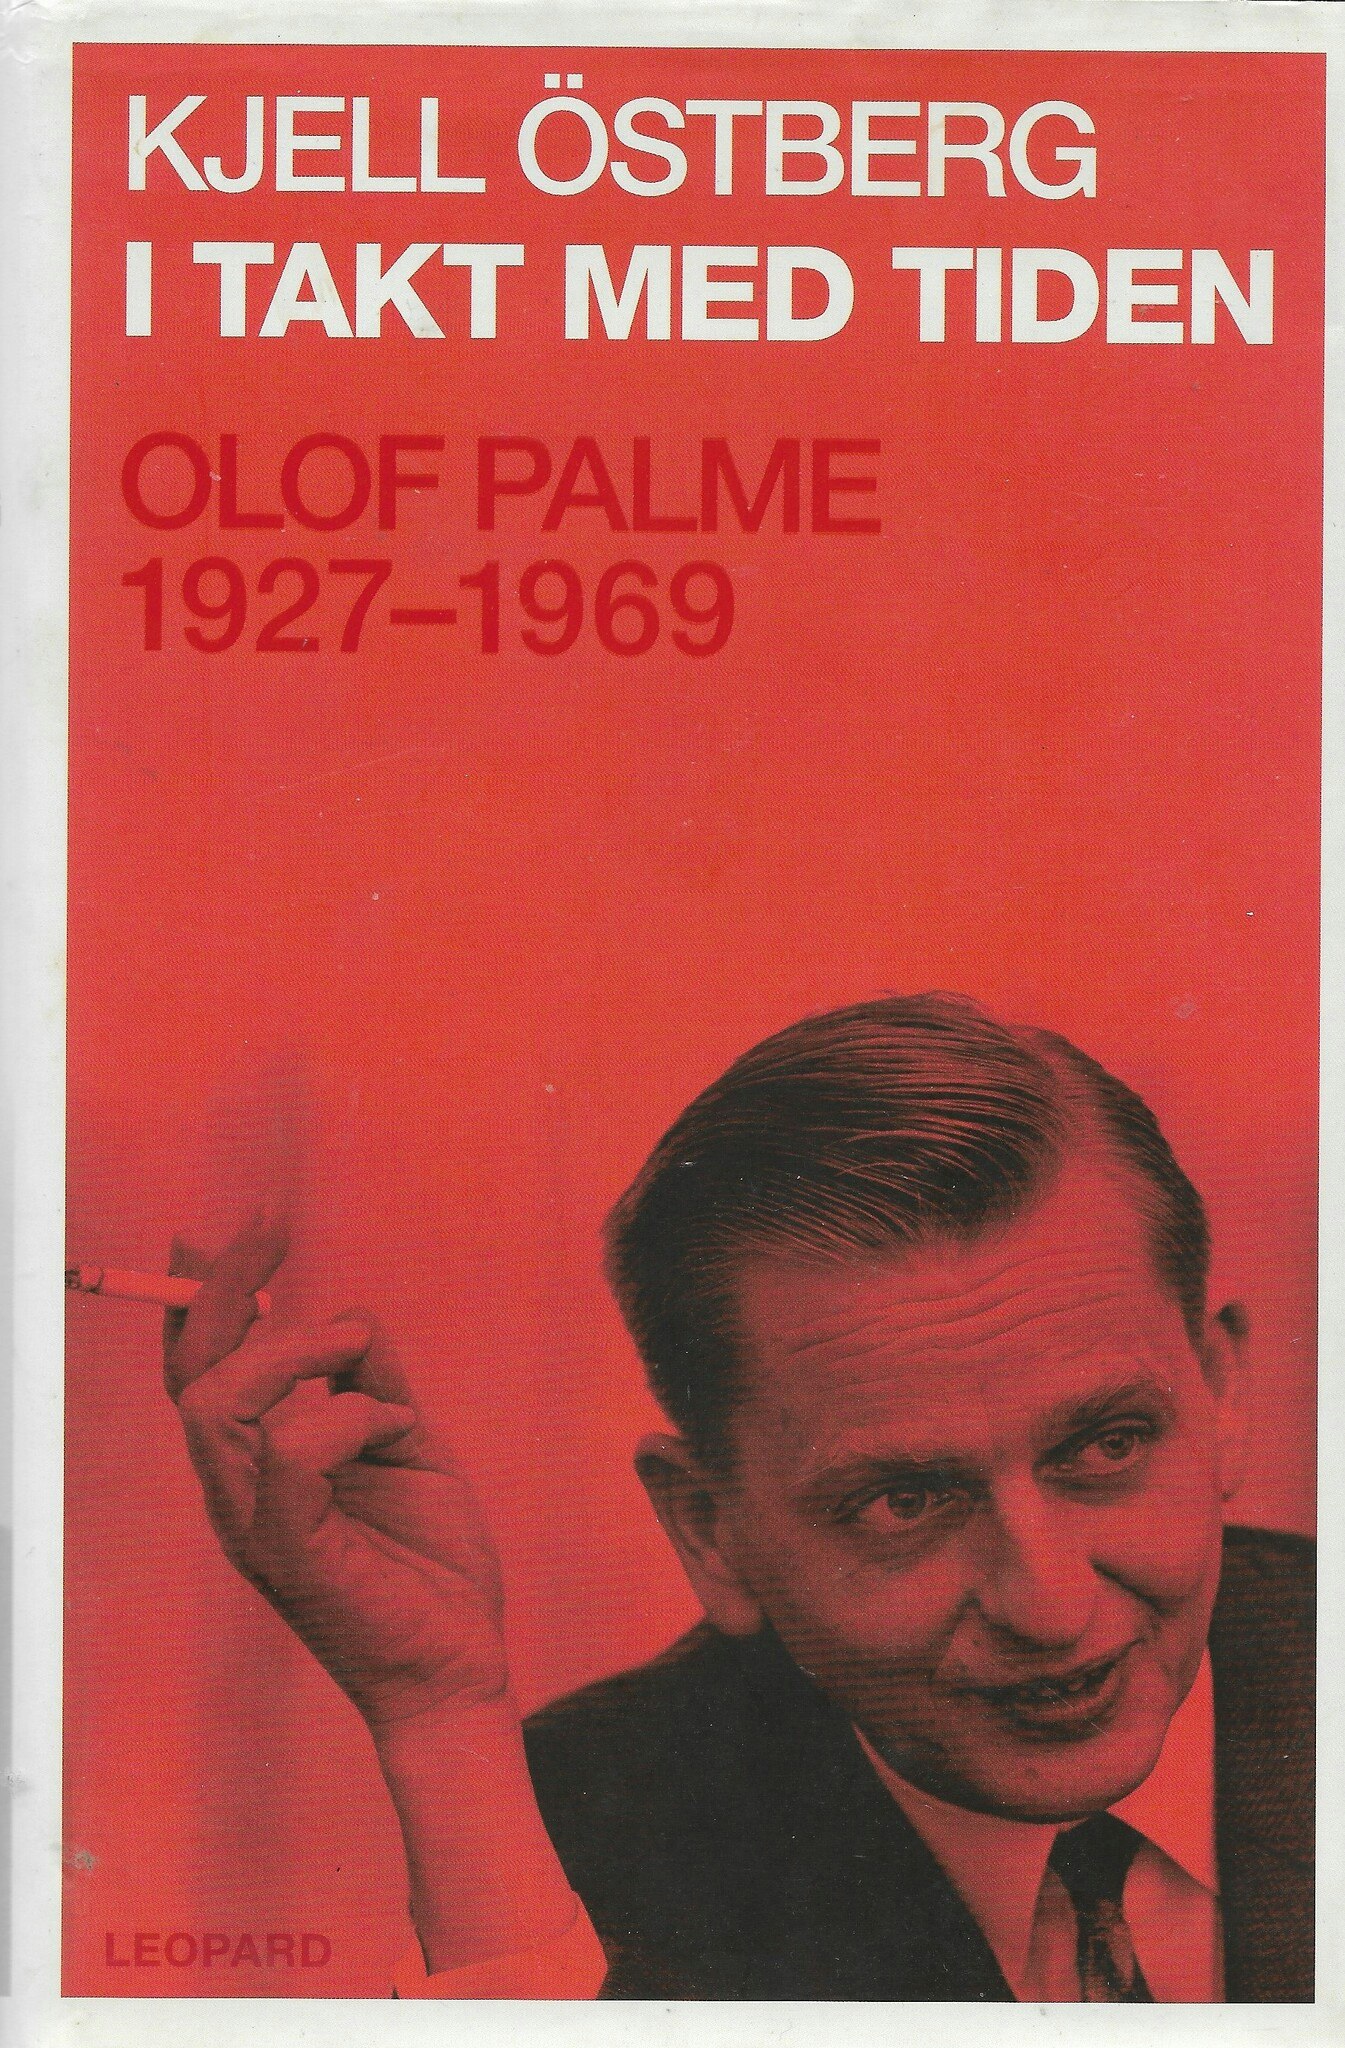 KJELL ÖSTBERG
I TAKT MED TIDEN
OLOF PALME
1927–1969
LEOPARD